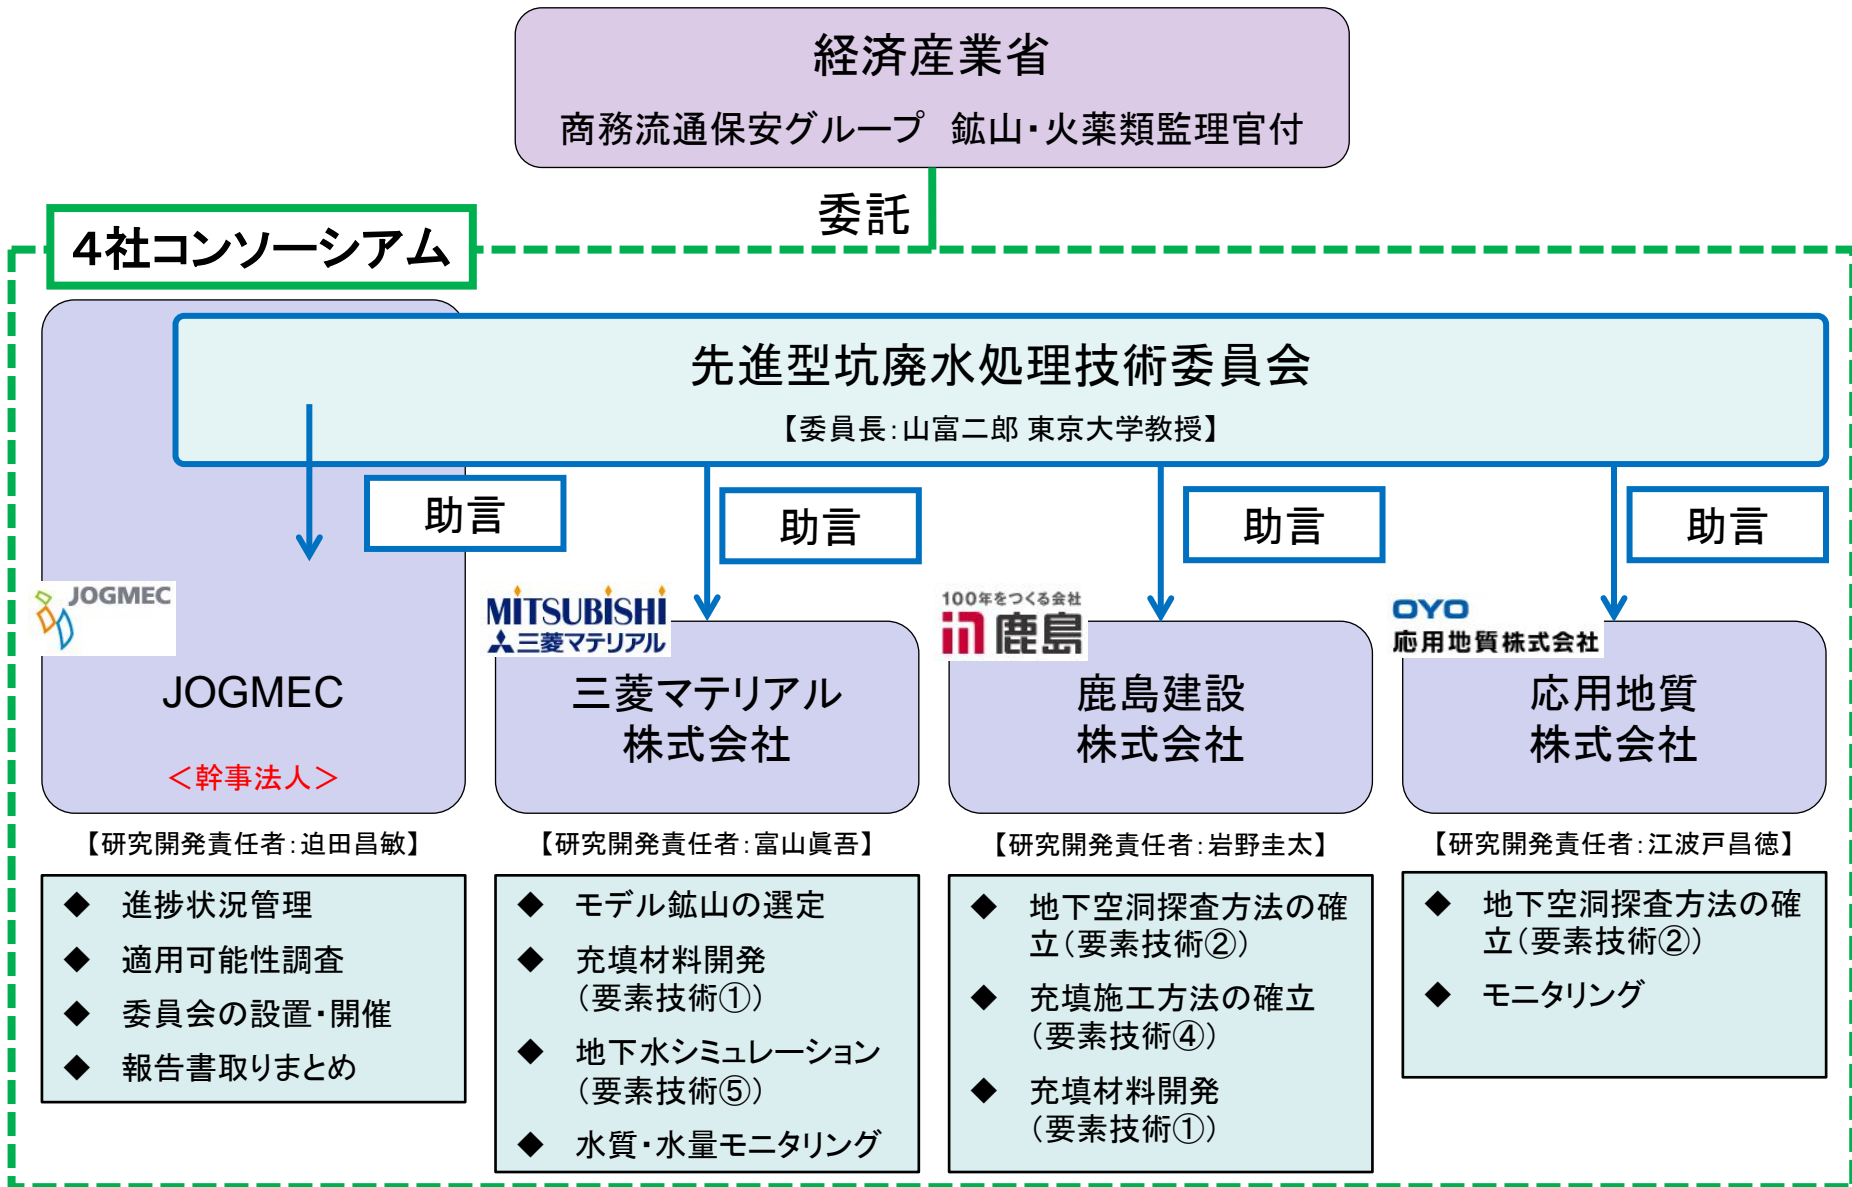 経済産業省
商務流通保安グループ　鉱山・火薬類監理官付
委託
4社コンソーシアム
先進型坑廃水処理技術委員会
【委員長：山冨二郎 東京大学教授】
助言
助言
助言
助言
JOGMEC
JOGMEC
＜幹事法人＞
MITSUBISHI
三菱マテリアル
三菱マテリアル
株式会社
100年をつくる会社
鹿島
鹿島建設
株式会社
OYO
応用地質株式会社
応用地質
株式会社
【研究開発責任者：迫田昌敏】
◆ 進捗状況管理
◆ 適用可能性調査
◆ 委員会の設置・開催
◆ 報告書取りまとめ
【研究開発責任者：富山眞吾】
◆ モデル鉱山の選定
◆ 充填材料開発
（要素技術①）
◆ 地下水シミュレーション
（要素技術⑤）
◆ 水質・水量モニタリング
【研究開発責任者：岩野圭太】
◆ 地下空洞探査方法の確
立（要素技術②）
◆ 充填施工方法の確立
（要素技術④）
◆ 充填材料開発
（要素技術①）
【研究開発責任者：江波戸昌徳】
◆ 地下空洞探査方法の確
立（要素技術②）
◆ モニタリング